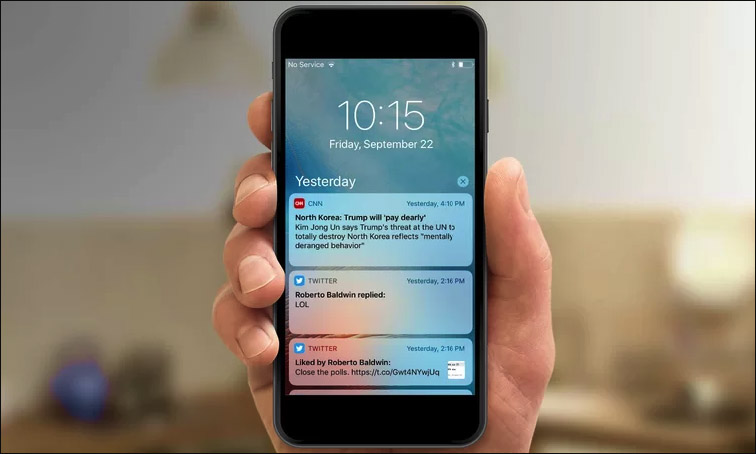 No Service
10:15
Friday, September 22
Yesterday
CNN CNN Yesterday, 4:10 PM
North Korea: Trump will 'pay dearly'
Kim Jong Un says Trump's threat at the UN to
totally destroy North Korea reflects "mentally
deranged behavior"
TWITTER Yesterday, 2:16 PM
Roberto Baldwin replied:
LOL
TWITTER Yesterday, 2:16 PM
Liked by Roberto Baldwin:
Close the polls. https://t.co/Gwt4NYwjUq